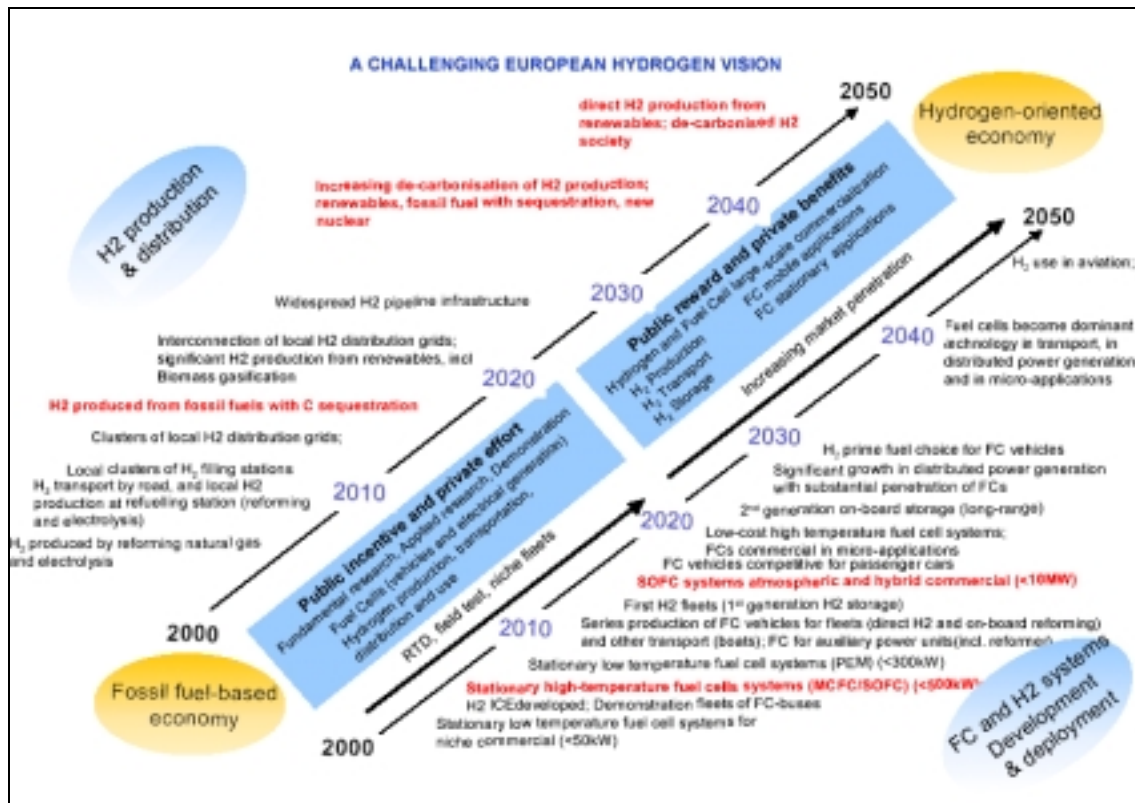 A CHALLENGING EUROPEAN HYDROGEN VISION
2050
Hydrogen-oriented
economy
direct H2 production from
renewables; de-carbonised H2
society
H2 production
& distribution
Increasing de-carbonisation of H2 production;
renewables, fossil fuel with sequestration, new
nuclear
2040
2050
H2 use in aviation;
Public reward and private benefits
Hydrogen and Fuel Cell large-scale commercialization
FC mobile applications
FC stationary applications
H2 Production
H2 Transport
H2 Storage
Widespread H2 pipeline infrastructure
2030
Increasing market penetration
2040
Fuel cells become dominant
technology in transport, in
distributed power generation
and in micro-applications
Interconnection of local H2 distribution grids;
significant H2 production from renewables, incl
Biomass gasification
2020
H2 produced from fossil fuels with C sequestration
Clusters of local H2 distribution grids;
2030
H2 prime fuel choice for FC vehicles
Significant growth in distributed power generation
with substantial penetration of FCs
2nd generation on-board storage (long-range)
Local clusters of H2 filling stations
H2 transport by road, and local H2
production at refuelling station (reforming
and electrolysis)
2010
H2 produced by reforming natural gas
and electrolysis
Public incentive and private effort
Fundamental research, Applied research, Demonstration
Fuel Cells (vehicles and electrical generation)
Hydrogen production, transportation,
distribution and use
RTD, field test, niche fleets
2020
Low-cost high temperature fuel cell systems;
FCs commercial in micro-applications
FC vehicles competitive for passenger cars
SOFC systems atmospheric and hybrid commercial (<10MW)
First H2 fleets (1st generation H2 storage)
2010
Series production of FC vehicles for fleets (direct H2 and on-board reforming)
and other transport (boats); FC for auxiliary power units(incl. reformer)
Stationary low temperature fuel cell systems (PEM) (<300kW)
Stationary high-temperature fuel cells systems (MCFC/SOFC) (<500kW)
H2 ICEdeveloped; Demonstration fleets of FC-buses
Stationary low temperature fuel cell systems for
niche commercial (<50kW)
2000
Fossil fuel-based
economy
2000
FC and H2 systems
Development
& deployment